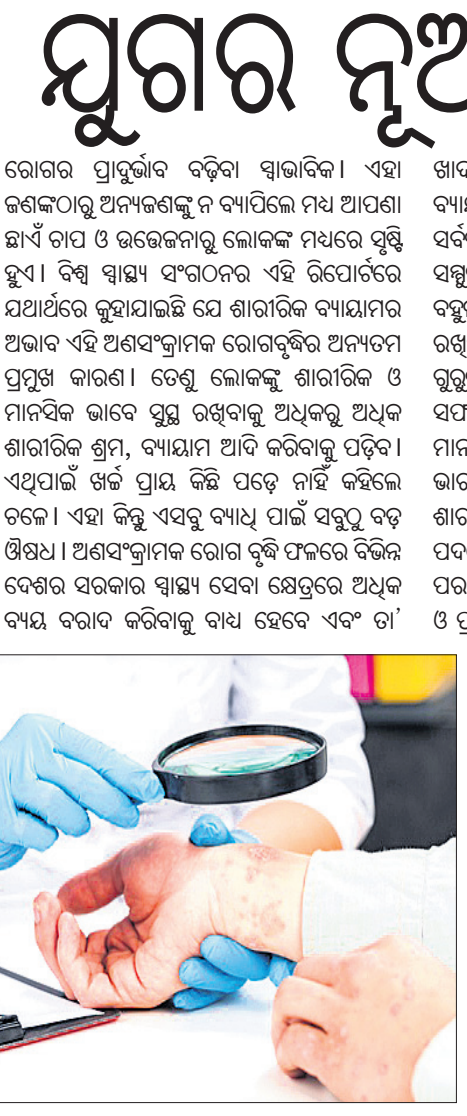 ଯୁଗର ନୂଆ
ରୋଗର ପ୍ରାଦୁର୍ଭାବ ବଢ଼ିବା ସ୍ୱାଭାବିକ। ଏହା
ଜଣଙ୍କଠାରୁ ଅନ୍ୟଜଣଙ୍କୁ ନ ବ୍ୟାପିଲେ ମଧ୍ୟ ଆପଣା
ଛାଏଁ ଚାପ ଓ ଉତ୍ତେଜନାରୁ ଲୋକଙ୍କ ମଧ୍ୟରେ ସୃଷ୍ଟି
ହୁଏ। ବିଶ୍ୱ ସ୍ୱାସ୍ଥ୍ୟ ସଂଗଠନର ଏହି ରିପୋର୍ଟରେ
ଯଥାର୍ଥରେ କୁହାଯାଇଛି ଯେ ଶାରୀରିକ ବ୍ୟାୟାମର
ଅଭାବ ଏହି ଅଣସଂକ୍ରାମକ ରୋଗବୃଦ୍ଧିର ଅନ୍ୟତମ
ପ୍ରମୁଖ କାରଣ। ତେଣୁ ଲୋକଙ୍କୁ ଶାରୀରିକ ଓ
ମାନସିକ ଭାବେ ସୁସ୍ଥ ରଖିବାକୁ ଅଧିକରୁ ଅଧିକ
ଶାରୀରିକ ଶ୍ରମ, ବ୍ୟାୟାମ ଆଦି କରିବାକୁ ପଡ଼ିବ।
ଏଥିପାଇଁ ଖର୍ଚ୍ଚ ପ୍ରାୟ କିଛି ପଡ଼େ ନାହିଁ କହିଲେ
ଚଳେ। ଏହା କିନ୍ତୁ ଏସବୁ ବ୍ୟାଧି ପାଇଁ ସବୁଠୁ ବଡ଼
ଔଷଧ। ଅଣସଂକ୍ରାମକ ରୋଗ ବୃଦ୍ଧି ଫଳରେ ବିଭିନ୍ନ
ଦେଶର ସରକାର ସ୍ୱାସ୍ଥ୍ୟ ସେବା କ୍ଷେତ୍ରରେ ଅଧିକ
ବ୍ୟୟ ବରାଦ କରିବାକୁ ବାଧ୍ୟ ହେବେ ଏବଂ ତା'